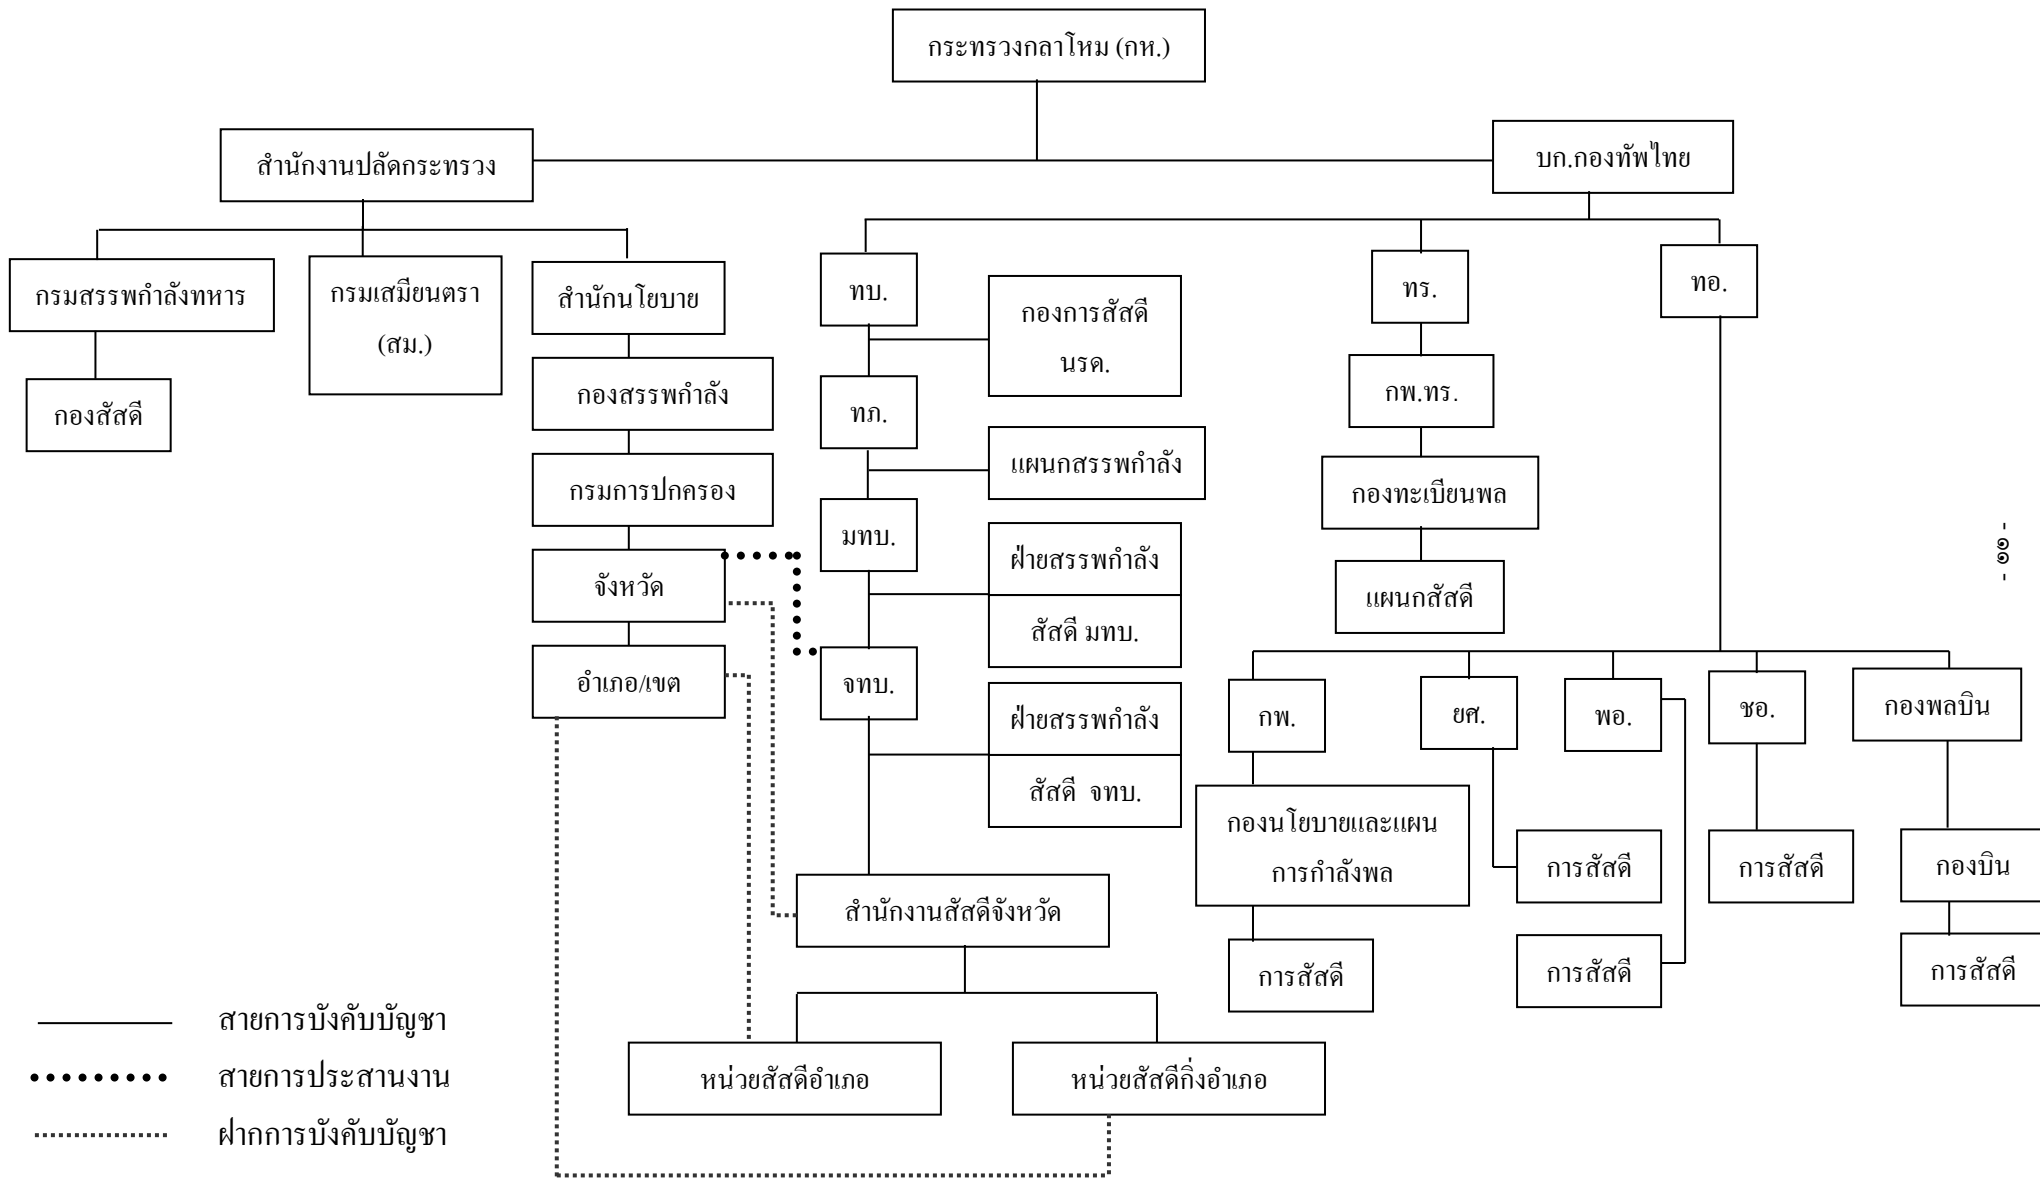 กระทรวงกลาโหม (กห.)
สำนักงานปลัดกระทรวง
บก.กองทัพไทย
กรมสรรพกำลังทหาร
กรมเสมียนตรา
(สม.)
สำนักนโยบาย
ทบ.
กองการสัสดี
นรด.
ทร.
ทอ.
กองสัสดี
กองสรรพกำลัง
ทภ.
แผนกสรรพกำลัง
กพ.ทร.
กรมการปกครอง
มทบ.
กองทะเบียนพล
- ๑๑ -
จังหวัด
ฝ่ายสรรพกำลัง
สัสดี มทบ.
แผนกสัสดี
อำเภอ/เขต
จทบ.
ฝ่ายสรรพกำลัง
สัสดี จทบ.
กพ.
ยศ.
พอ.
ชอ.
กองพลบิน
กองนโยบายและแผน
การกำลังพล
การสัสดี
การสัสดี
กองบิน
สำนักงานสัสดีจังหวัด
การสัสดี
การสัสดี
การสัสดี
หน่วยสัสดีอำเภอ
หน่วยสัสดีกิ่งอำเภอ
สายการบังคับบัญชา
สายการประสานงาน
ฝากการบังคับบัญชา